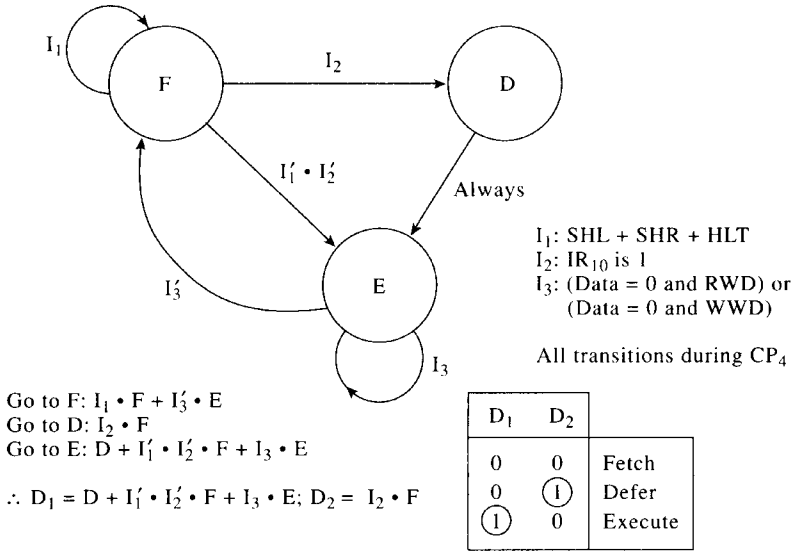 I₁
F
I₂
D
I₁′ • I₂′
Always
I₃′
E
I₃
I₁: SHL + SHR + HLT
I₂: IR₁₀ is 1
I₃: (Data = 0 and RWD) or
(Data = 0 and WWD)
All transitions during CP₄
Go to F: I₁ • F + I₃′ • E
Go to D: I₂ • F
Go to E: D + I₁′ • I₂′ • F + I₃ • E
∴ D₁ = D + I₁′ • I₂′ • F + I₃ • E; D₂ = I₂ • F
D₁ D₂
0 0 Fetch
0 1 Defer
1 0 Execute